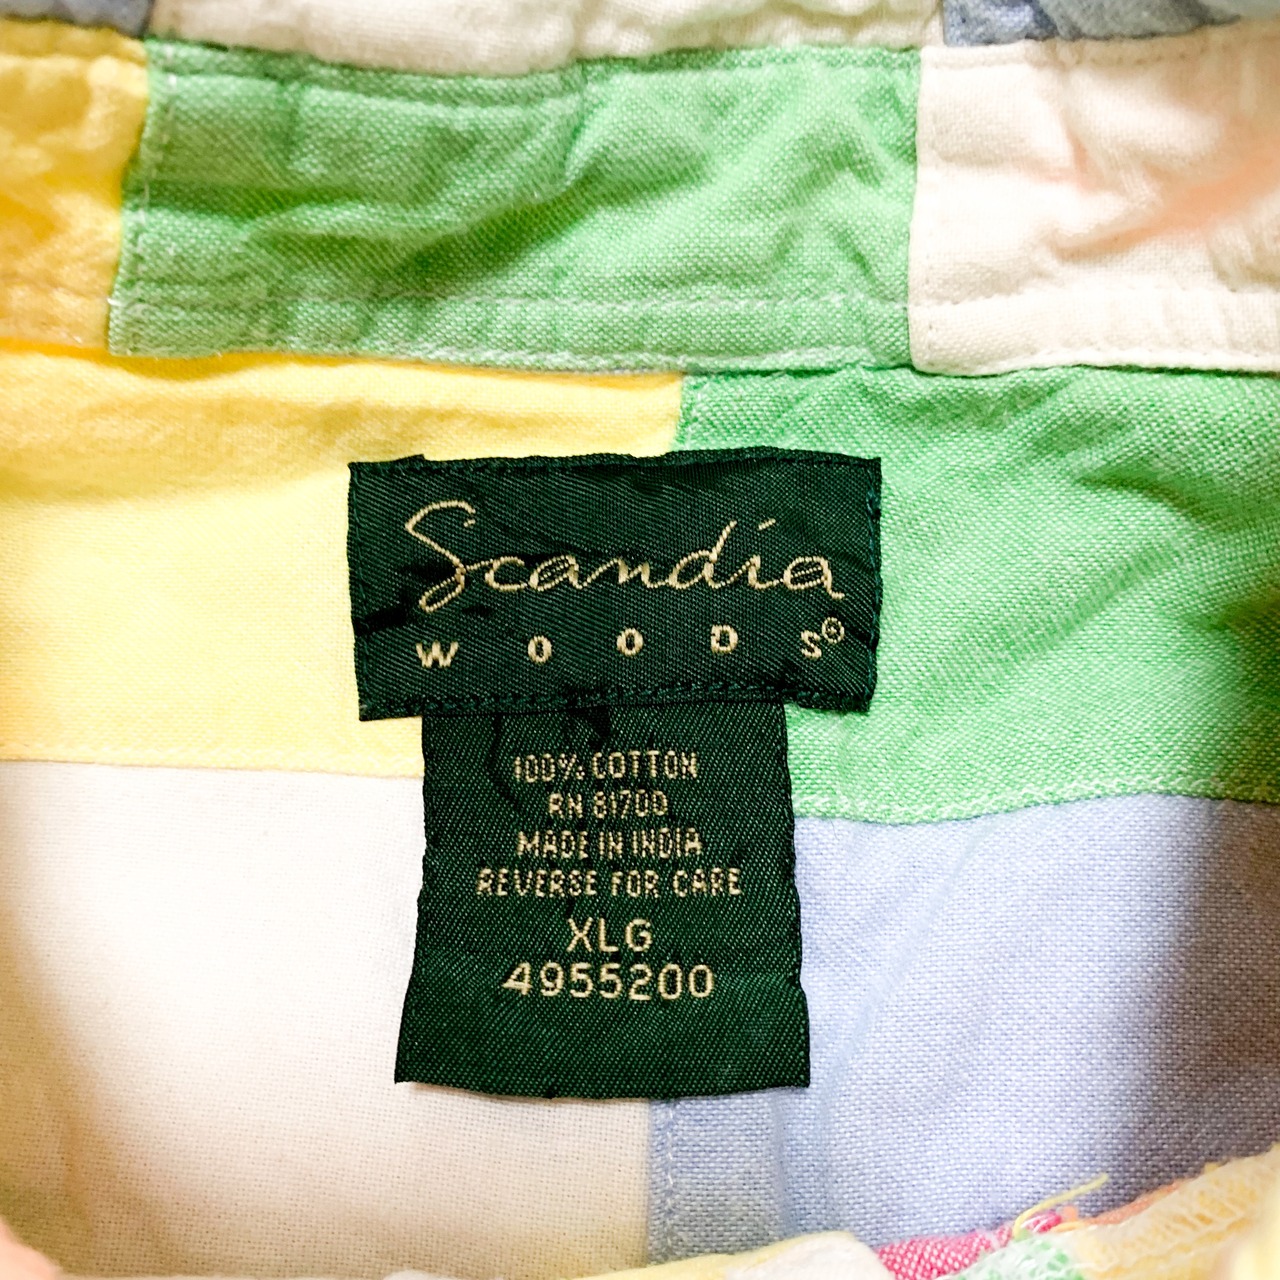 Scandia
WOODS®
100% COTTON
RN 81700
MADE IN INDIA
REVERSE FOR CARE
XLG
4955200